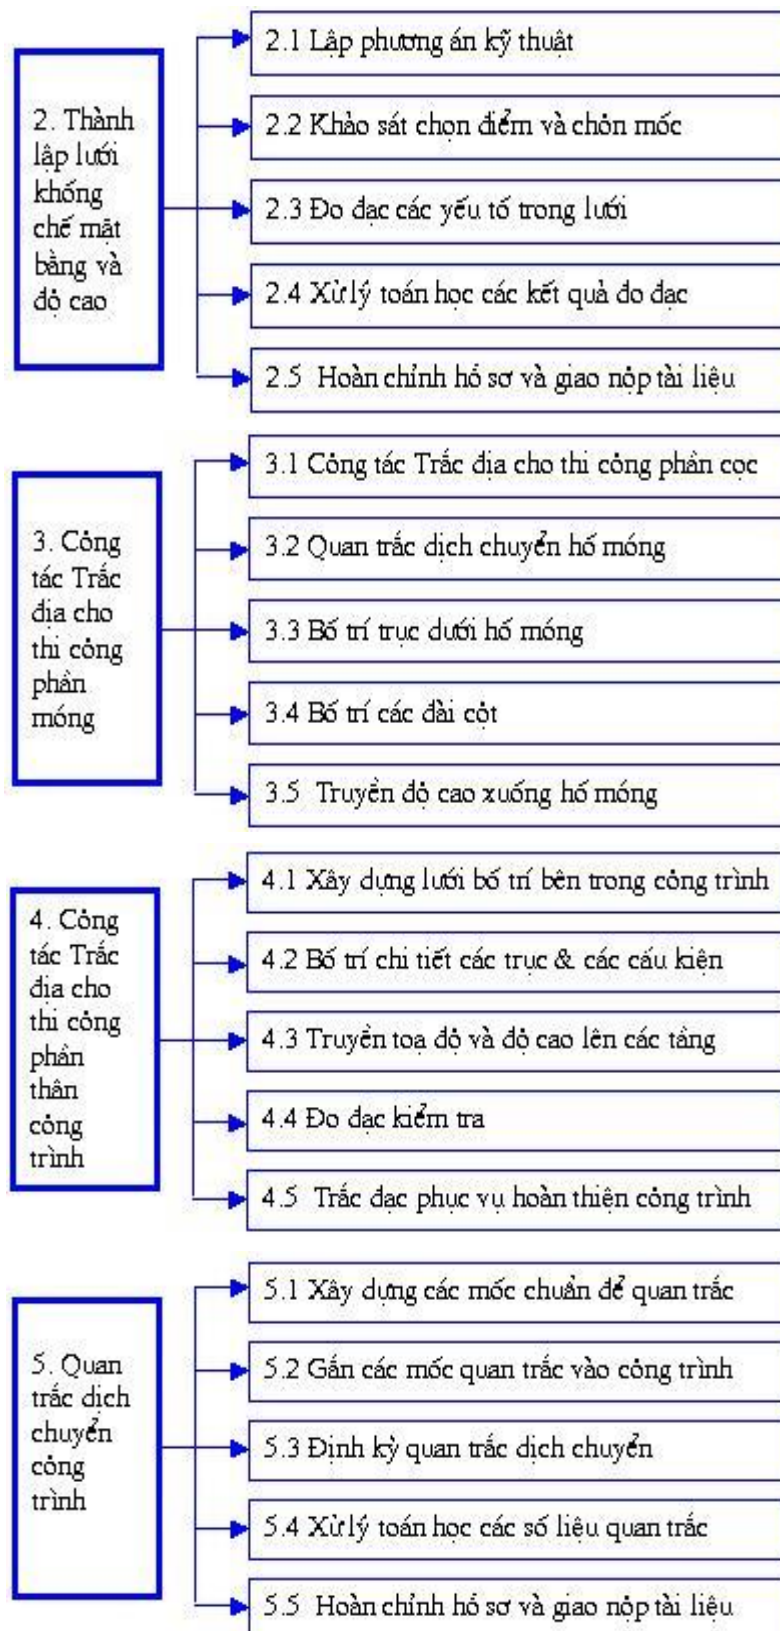 2. Thành
lập lưới
khống
chế mặt
bằng và
độ cao
2.1 Lập phương án kỹ thuật
2.2 Khảo sát chọn điểm và chôn mốc
2.3 Đo đạc các yếu tố trong lưới
2.4 Xử lý toán học các kết quả đo đạc
2.5 Hoàn chỉnh hồ sơ và giao nộp tài liệu
3. Công
tác Trắc
địa cho
thi công
phần
móng
3.1 Công tác Trắc địa cho thi công phần cọc
3.2 Quan trắc dịch chuyển hố móng
3.3 Bố trí trục dưới hố móng
3.4 Bố trí các đài cột
3.5 Truyền độ cao xuống hố móng
4. Công
tác Trắc
địa cho
thi công
phần
thân
công
trình
4.1 Xây dựng lưới bố trí bên trong công trình
4.2 Bố trí chi tiết các trục & các cấu kiện
4.3 Truyền toạ độ và độ cao lên các tầng
4.4 Đo đạc kiểm tra
4.5 Trắc đạc phục vụ hoàn thiện công trình
5. Quan
trắc dịch
chuyển
công
trình
5.1 Xây dựng các mốc chuẩn để quan trắc
5.2 Gắn các mốc quan trắc vào công trình
5.3 Định kỳ quan trắc dịch chuyển
5.4 Xử lý toán học các số liệu quan trắc
5.5 Hoàn chỉnh hồ sơ và giao nộp tài liệu